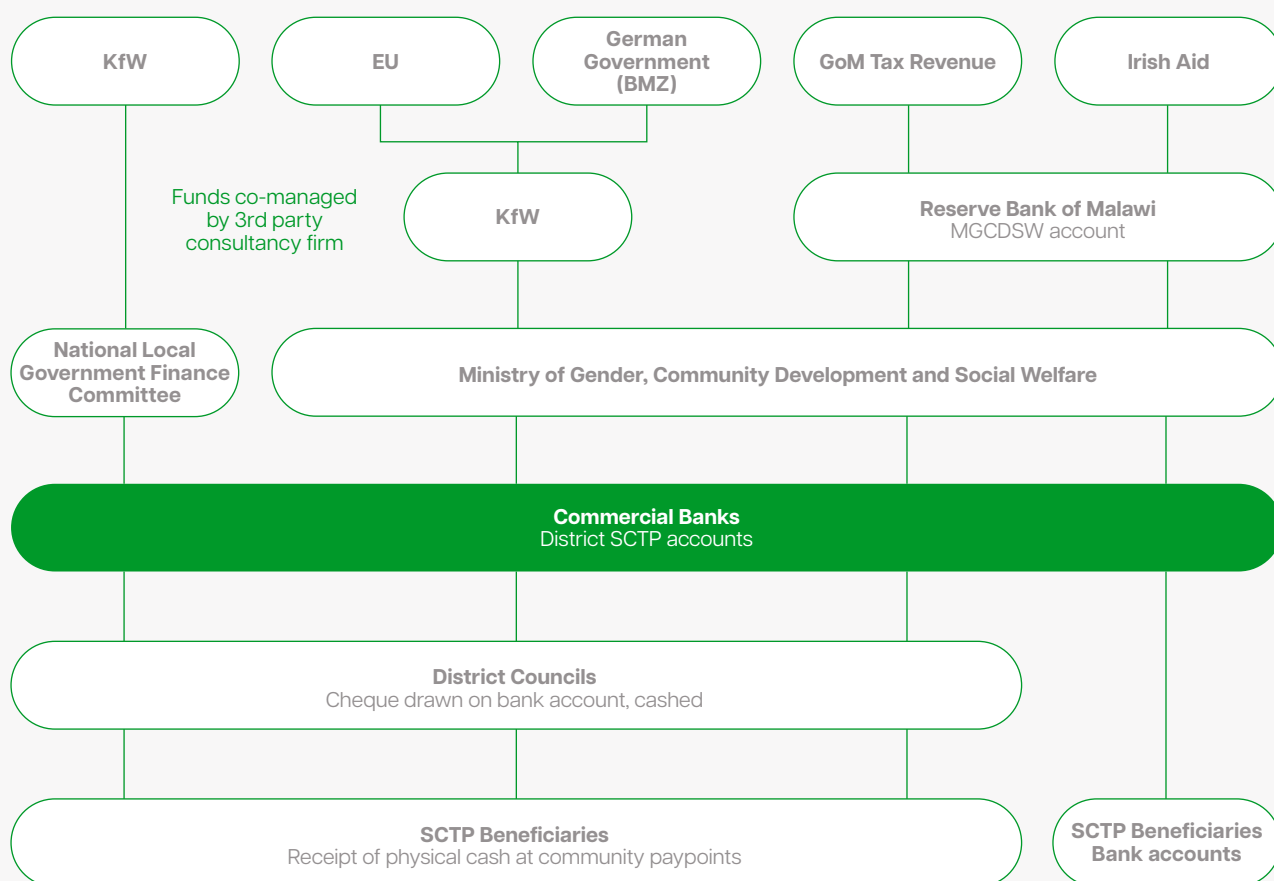 KfW
EU
German
Government
(BMZ)
GoM Tax Revenue
Irish Aid
Funds co-managed
by 3rd party
consultancy firm
KfW
Reserve Bank of Malawi
MGCDSW account
National Local
Government Finance
Committee
Ministry of Gender, Community Development and Social Welfare
Commercial Banks
District SCTP accounts
District Councils
Cheque drawn on bank account, cashed
SCTP Beneficiaries
Receipt of physical cash at community paypoints
SCTP Beneficiaries
Bank accounts